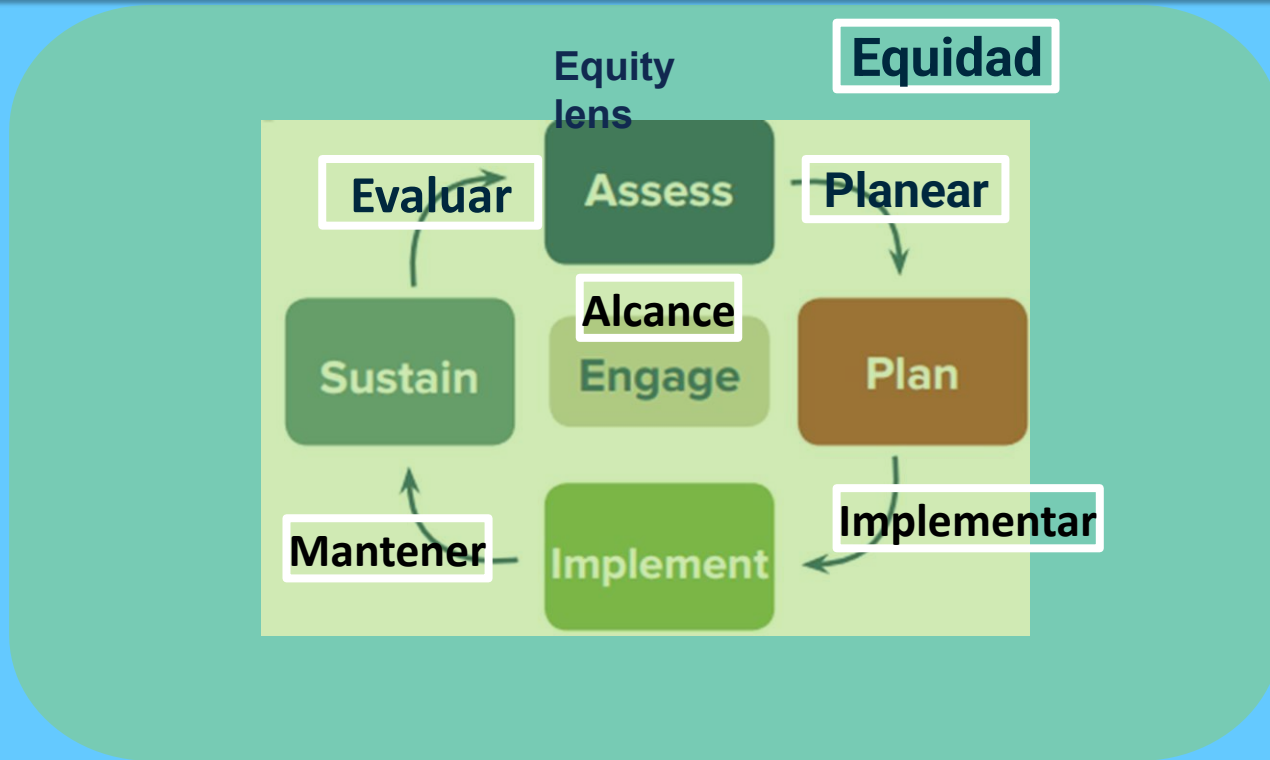 Equidad
Equity
lens
Evaluar
Assess
Planear
Alcance
Sustain
Engage
Plan
Mantener
Implement
Implementar